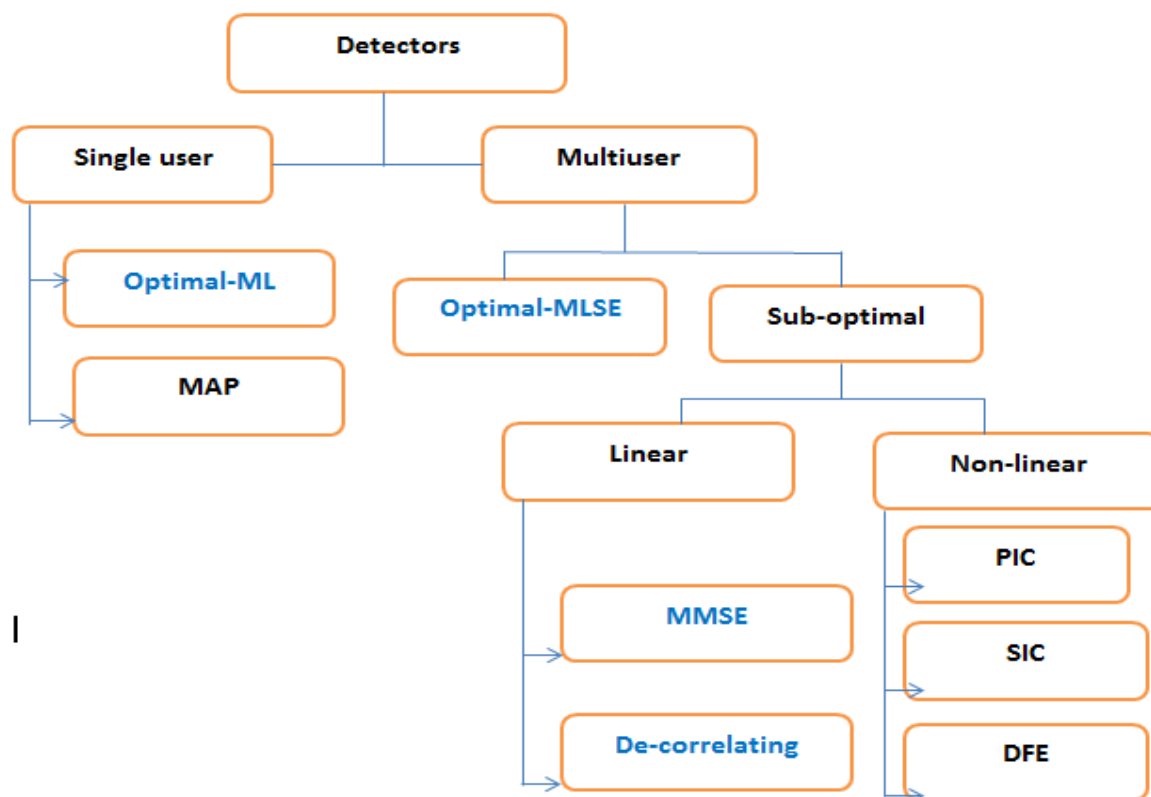 Detectors
Single user
Multiuser
Optimal-ML
Optimal-MLSE
Sub-optimal
MAP
Linear
Non-linear
PIC
MMSE
SIC
De-correlating
DFE